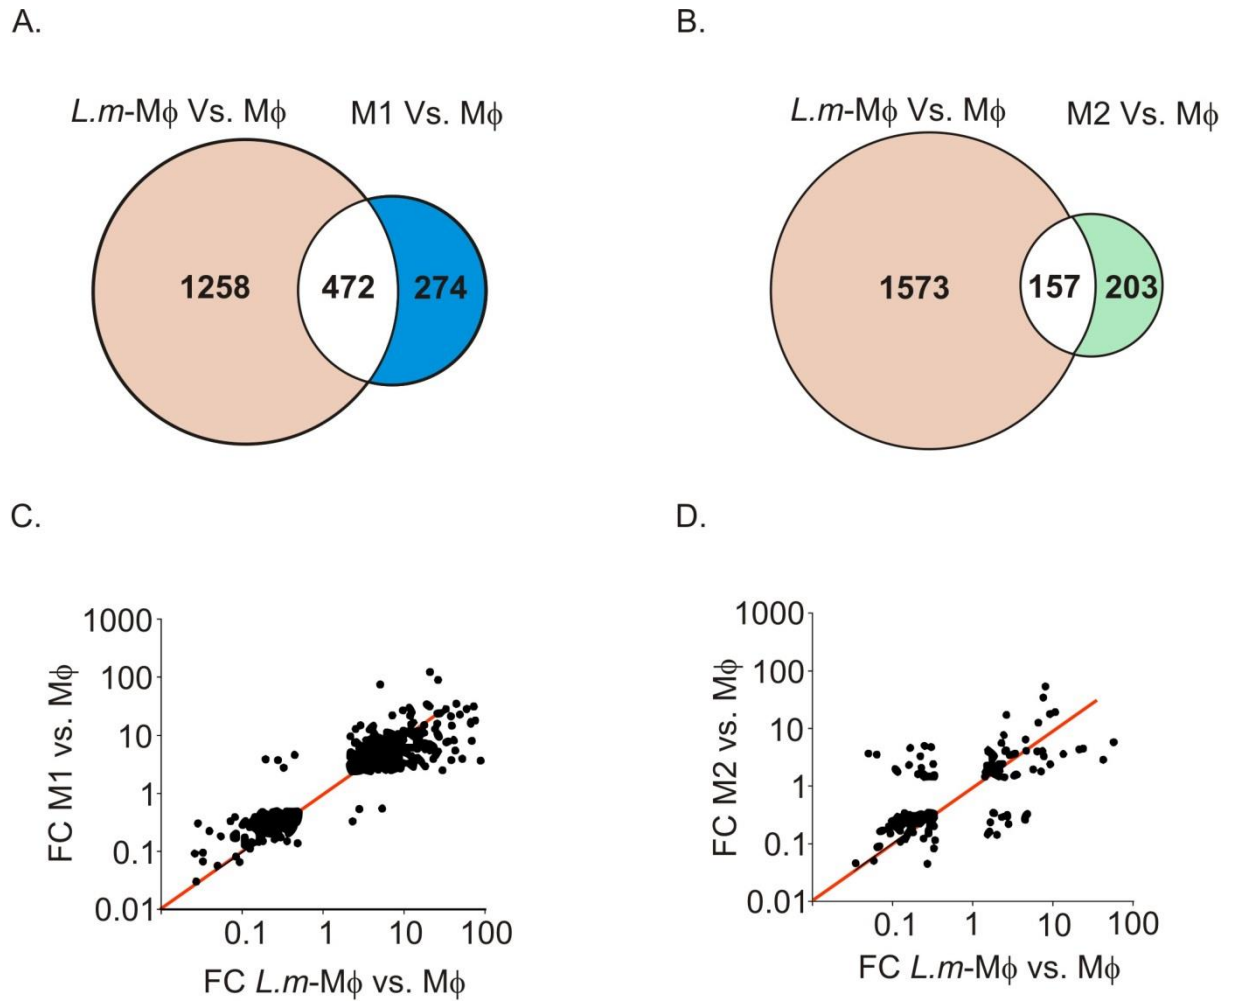 A.
B.
L.m-Mϕ Vs. Mϕ
M1 Vs. Mϕ
L.m-Mϕ Vs. Mϕ
M2 Vs. Mϕ
1258
472
274
1573
157
203
C.
D.
FC M1 vs. Mϕ
1000
100
10
1
0.1
0.01
0.1
1
10
100
FC L.m-Mϕ vs. Mϕ
FC M2 vs. Mϕ
1000
100
10
1
0.1
0.01
0.1
1
10
100
FC L.m-Mϕ vs. Mϕ